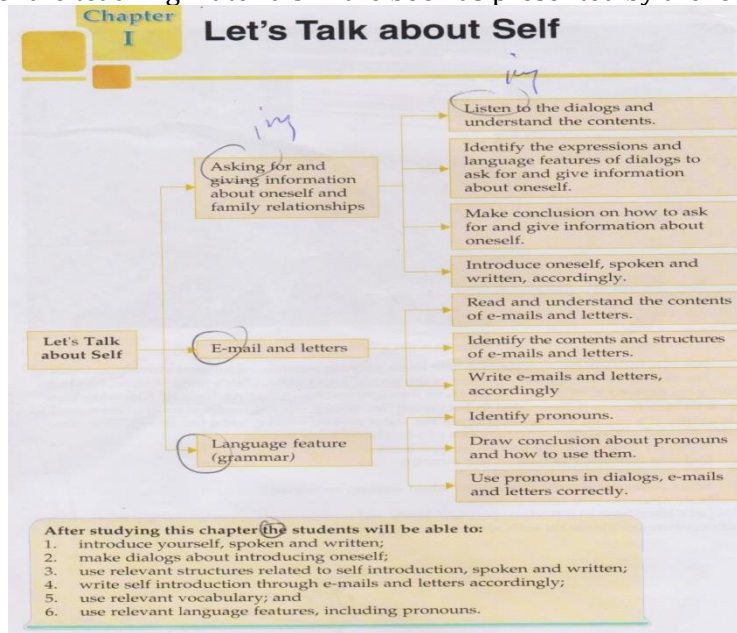 Chapter
I
Let's Talk about Self
ing
ing
Listen to the dialogs and
understand the contents.
Asking for and
giving information
about oneself and
family relationships
Identify the expressions and
language features of dialogs to
ask for and give information
about oneself.
Make conclusion on how to ask
for and give information about
oneself.
Introduce oneself, spoken and
written, accordingly.
Let's Talk
about Self
E-mail and letters
Read and understand the contents
of e-mails and letters.
Identify the contents and structures
of e-mails and letters.
Write e-mails and letters,
accordingly
Language feature
(grammar)
Identify pronouns.
Draw conclusion about pronouns
and how to use them.
Use pronouns in dialogs, e-mails
and letters correctly.
After studying this chapter the students will be able to:
1. introduce yourself, spoken and written;
2. make dialogs about introducing oneself;
3. use relevant structures related to self introduction, spoken and written;
4. write self introduction through e-mails and letters accordingly;
5. use relevant vocabulary; and
6. use relevant language features, including pronouns.